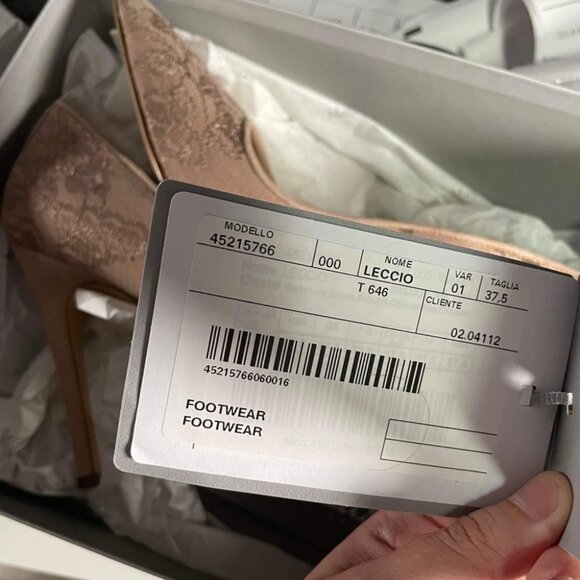 MODELLO NOME VAR TAGLIA
45215766 000 LECCIO 01 37,5
T 646 CLIENTE
02.04112
45215766060016
FOOTWEAR
FOOTWEAR